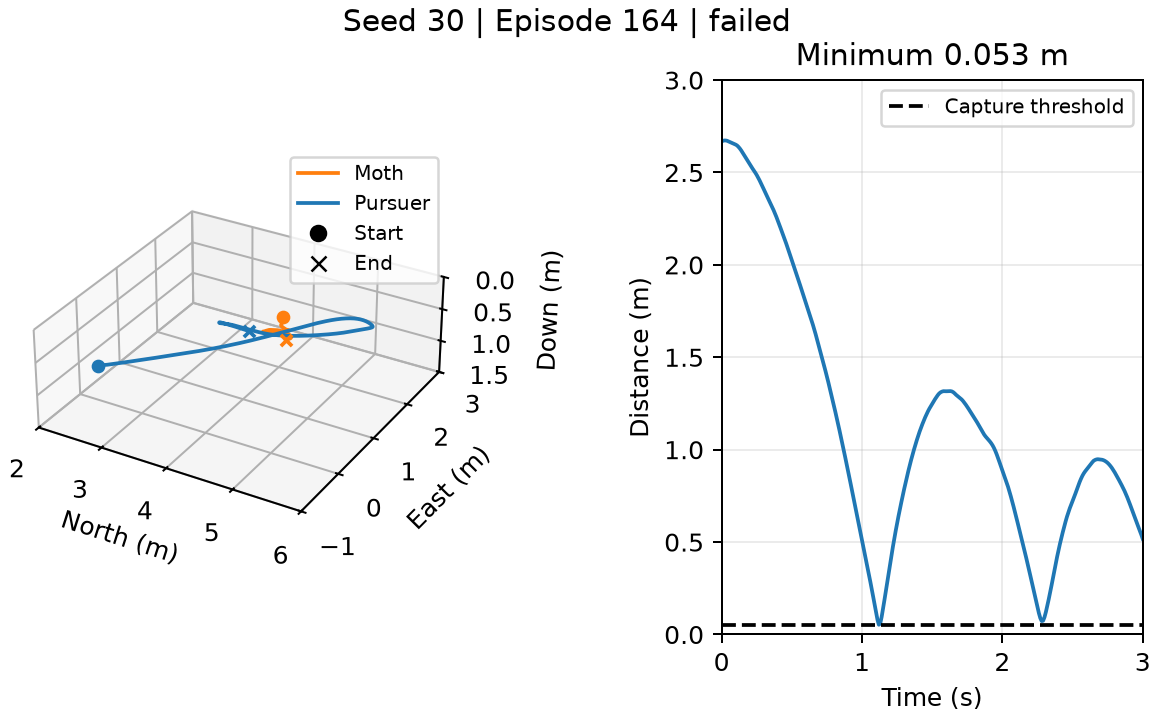 Seed 30 | Episode 164 | failed
Moth
Pursuer
Start
End
0.0
0.5
1.0
1.5
Down (m)
3
2
1
0
−1
East (m)
2
3
4
5
6
North (m)
Minimum 0.053 m
Capture threshold
3.0
2.5
2.0
1.5
1.0
0.5
0.0
Distance (m)
0
1
2
3
Time (s)